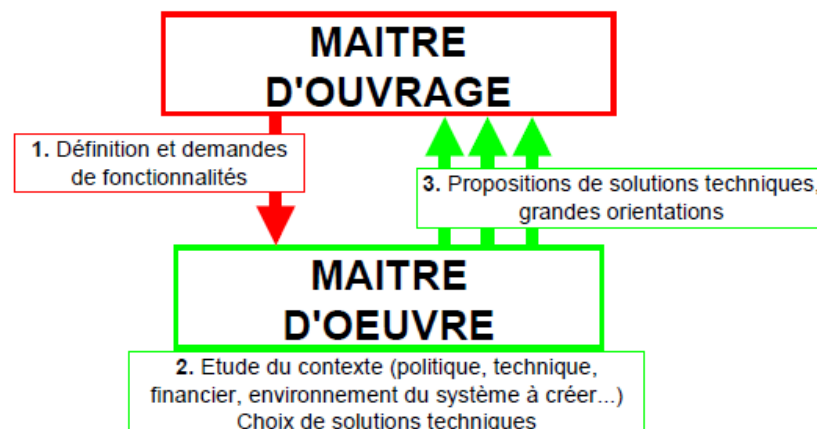 MAITRE
D'OUVRAGE
1. Définition et demandes
de fonctionnalités
3. Propositions de solutions techniques,
grandes orientations
MAITRE
D'OEUVRE
2. Etude du contexte (politique, technique,
financier, environnement du système à créer...)
Choix de solutions techniques